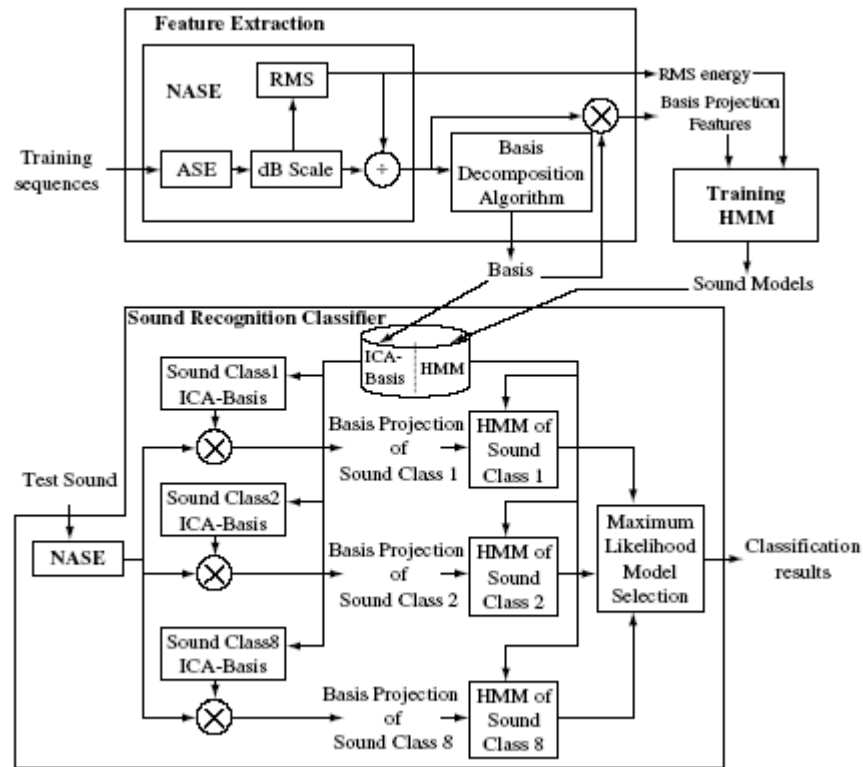 Feature Extraction
NASE
RMS
RMS energy
Basis Projection
Features
Training
sequences
ASE
dB Scale
÷
Basis
Decomposition
Algorithm
Training
HMM
Basis
Sound Models
Sound Recognition Classifier
ICA-
Basis
HMM
Sound Class1
ICA-Basis
Basis Projection
of
Sound Class 1
HMM of
Sound
Class 1
Test Sound
NASE
Sound Class2
ICA-Basis
Basis Projection
of
Sound Class 2
HMM of
Sound
Class 2
Maximum
Likelihood
Model
Selection
Classification
results
Sound Class8
ICA-Basis
Basis Projection
of
Sound Class 8
HMM of
Sound
Class 8